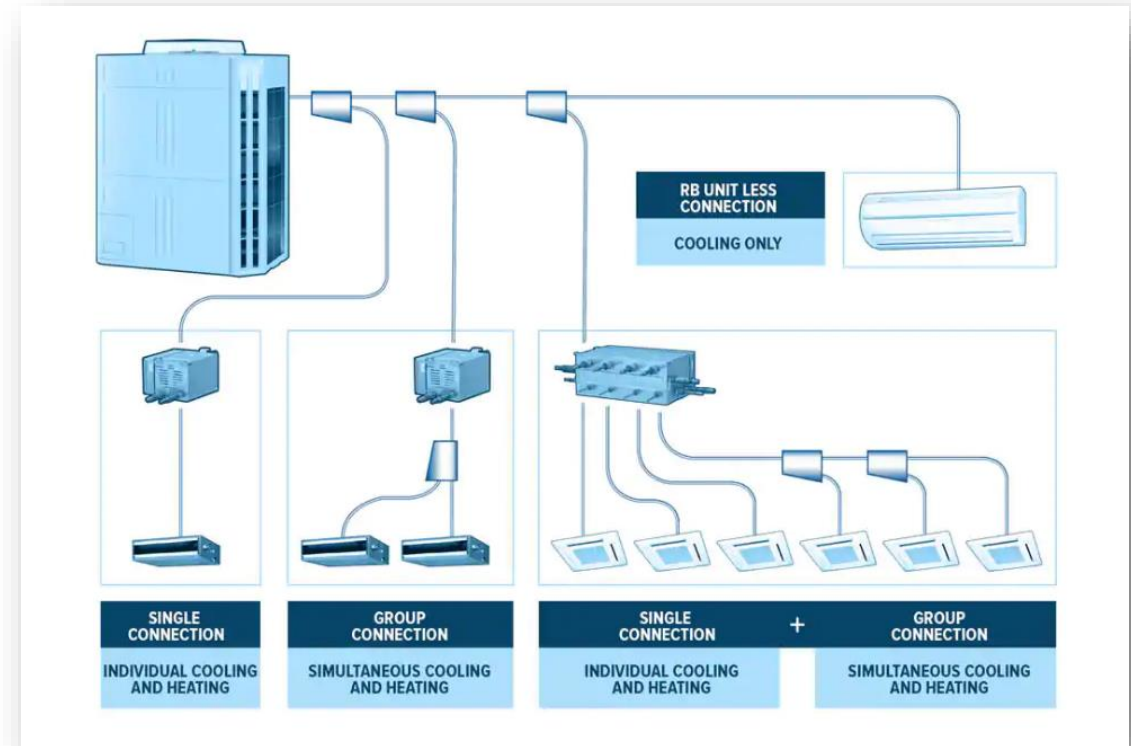 RB UNIT LESS
CONNECTION
COOLING ONLY
SINGLE
CONNECTION
INDIVIDUAL COOLING
AND HEATING
GROUP
CONNECTION
SIMULTANEOUS COOLING
AND HEATING
SINGLE
CONNECTION
+
GROUP
CONNECTION
INDIVIDUAL COOLING
AND HEATING
SIMULTANEOUS COOLING
AND HEATING